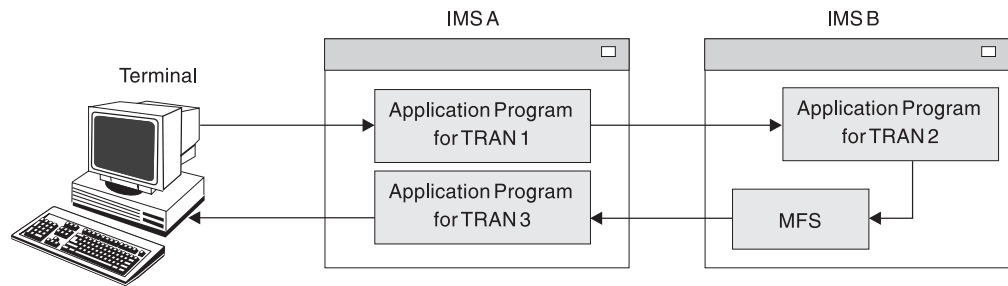 IMS A
IMS B
Terminal
Application Program
for TRAN 1
Application Program
for TRAN 2
Application Program
for TRAN 3
MFS